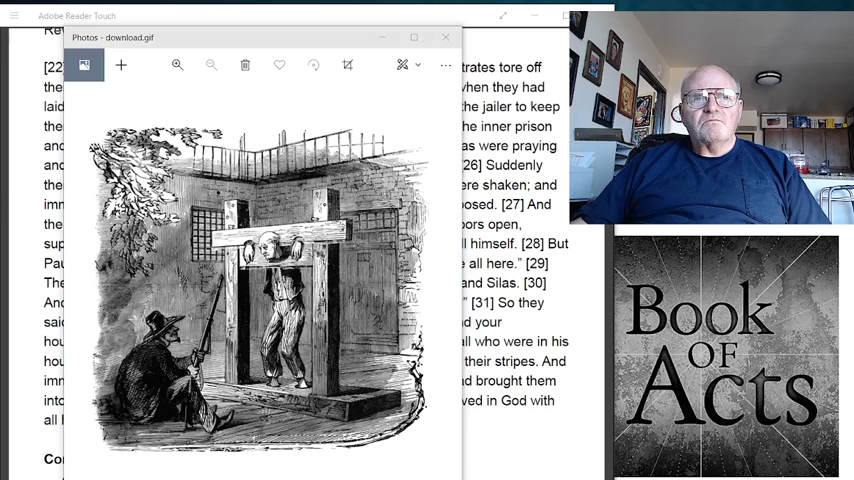 Adobe Reader Touch
Photos - download.gif
[22] trates tore off
the when they had
laid the jailer to keep
the he inner prison
and as were praying
and 26] Suddenly
the ere shaken; and
imm posed. [27] And
the ors open,
sup ll himself. [28] But
Pau e all here.” [29]
The and Silas. [30]
And ” [31] So they
said d your
hou all who were in his
hou their stripes. And
imm ad brought them
into ved in God with
all
Book
OF
Acts